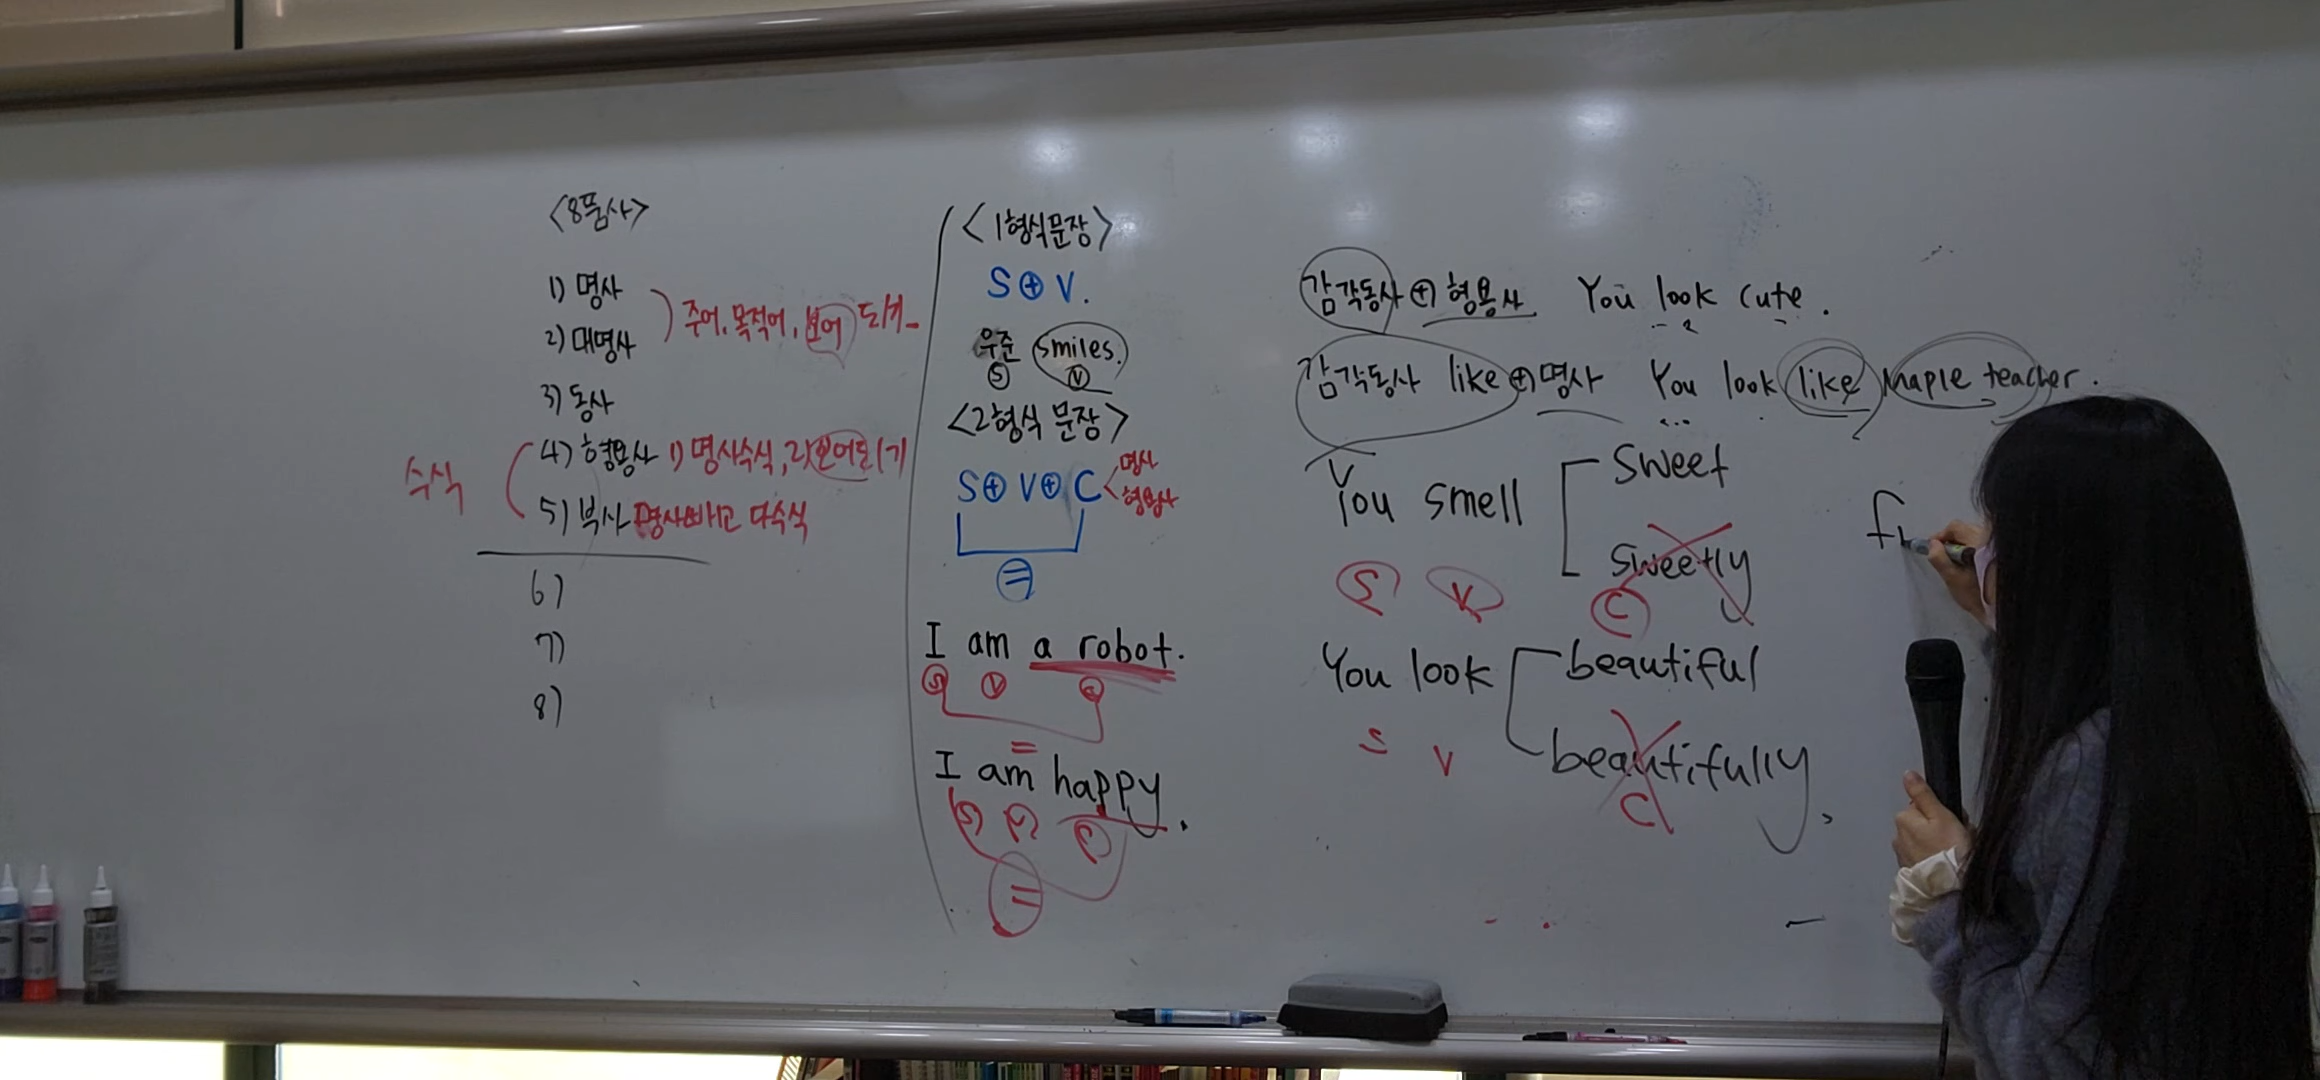 <8품사>
1) 명사
2) 대명사
주어, 목적어, 보어 되기
3) 동사
수식
4) 형용사 1) 명사수식, 2) 보어되기
5) 부사 명사빼고 다수식
6)
7)
8)
<1형식문장>
S + V.
우준 smiles.
S V
<2형식 문장>
S + V + C
명사
형용사
=
I am a robot.
S V C
=
I am happy.
S V C
=
감각동사 + 형용사 You look cute.
감각동사 like + 명사 You look like Maple teacher.
You smell
sweet
sweetly
S V C
You look
beautiful
beautifully.
S V C